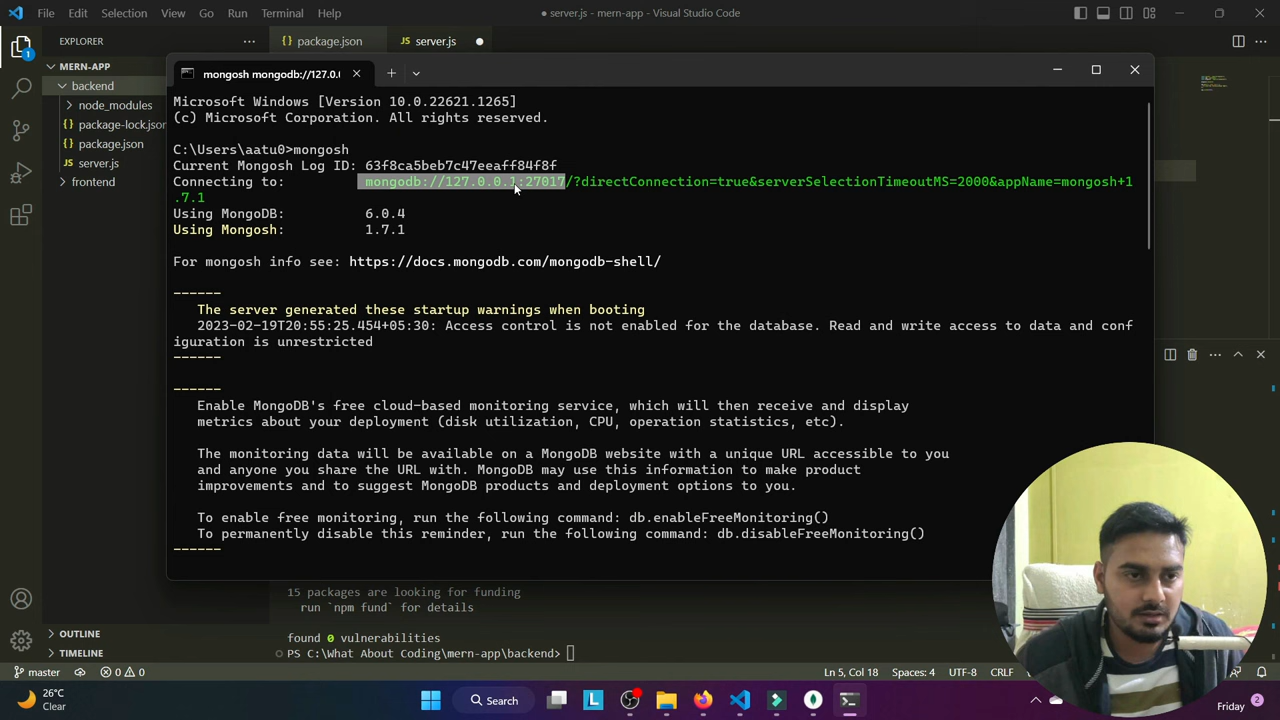 File Edit Selection View Go Run Terminal Help
● server.js - mern-app - Visual Studio Code
EXPLORER ···
{} package.json JS server.js ●
MERN-APP
backend
node_modules
{} package-lock.json
{} package.json
JS server.js
frontend
1
mongosh mongodb://127.0.
Microsoft Windows [Version 10.0.22621.1265]
(c) Microsoft Corporation. All rights reserved.
C:\Users\aatu0>mongosh
Current Mongosh Log ID: 63f8ca5beb7c47eeaff84f8f
Connecting to: mongodb://127.0.0.1:27017/?directConnection=true&serverSelectionTimeoutMS=2000&appName=mongosh+1
.7.1
Using MongoDB: 6.0.4
Using Mongosh: 1.7.1
For mongosh info see: https://docs.mongodb.com/mongodb-shell/
------
The server generated these startup warnings when booting
2023-02-19T20:55:25.454+05:30: Access control is not enabled for the database. Read and write access to data and conf
iguration is unrestricted
------
------
Enable MongoDB's free cloud-based monitoring service, which will then receive and display
metrics about your deployment (disk utilization, CPU, operation statistics, etc).
The monitoring data will be available on a MongoDB website with a unique URL accessible to you
and anyone you share the URL with. MongoDB may use this information to make product
improvements and to suggest MongoDB products and deployment options to you.
To enable free monitoring, run the following command: db.enableFreeMonitoring()
To permanently disable this reminder, run the following command: db.disableFreeMonitoring()
------
15 packages are looking for funding
run `npm fund` for details
found 0 vulnerabilities
PS C:\What About Coding\mern-app\backend>
OUTLINE
TIMELINE
master 0 0
Ln 5, Col 18 Spaces: 4 UTF-8 CRLF
26°C
Clear
Search
Friday 2